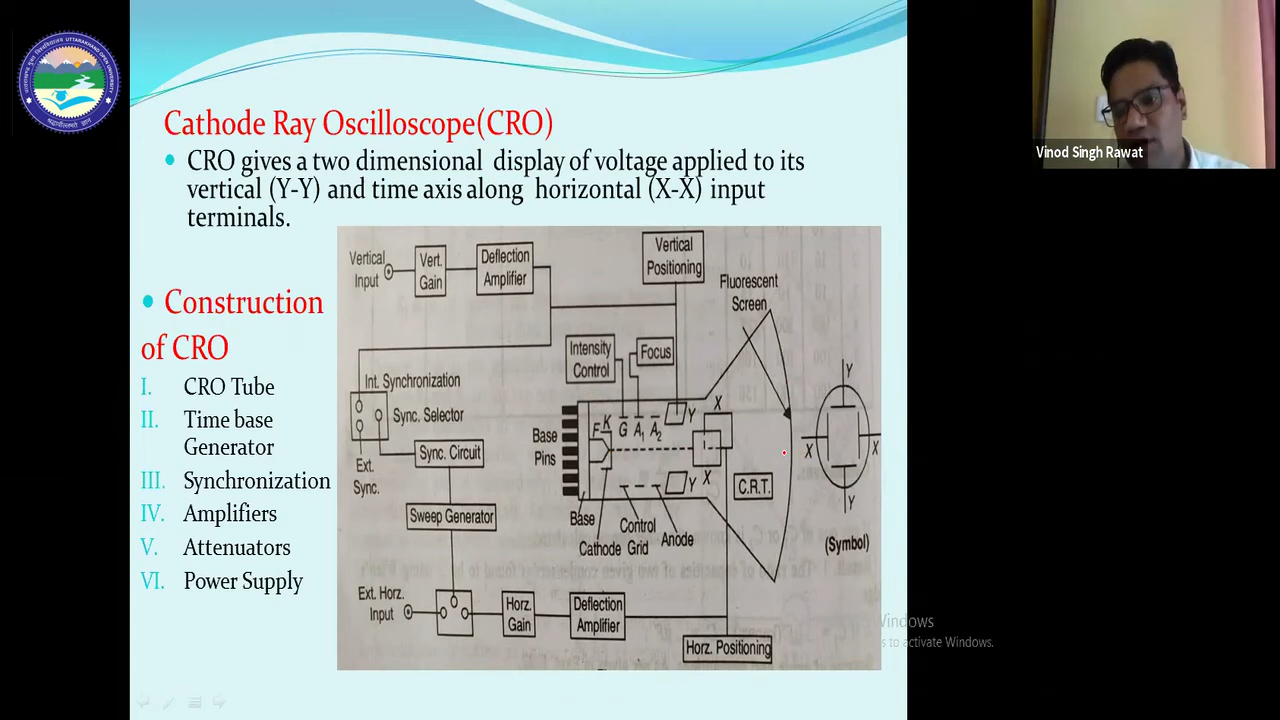 Cathode Ray Oscilloscope(CRO)
• CRO gives a two dimensional display of voltage applied to its
vertical (Y-Y) and time axis along horizontal (X-X) input
terminals.
• Construction
of CRO
I. CRO Tube
II. Time base
Generator
III. Synchronization
IV. Amplifiers
V. Attenuators
VI. Power Supply
Vertical
Input
Vert.
Gain
Deflection
Amplifier
Vertical
Positioning
Fluorescent
Screen
Intensity
Control
Focus
Int. Synchronization
Sync. Selector
Ext.
Sync.
Sync. Circuit
Sweep Generator
Base
Pins
F K G A1 A2 Y X
Y X
C.R.T.
Base
Cathode
Control
Grid
Anode
Y
X X
Y
(Symbol)
Ext. Horz.
Input
Horz.
Gain
Deflection
Amplifier
Horz. Positioning
Vinod Singh Rawat
Windows
s to activate Windows.